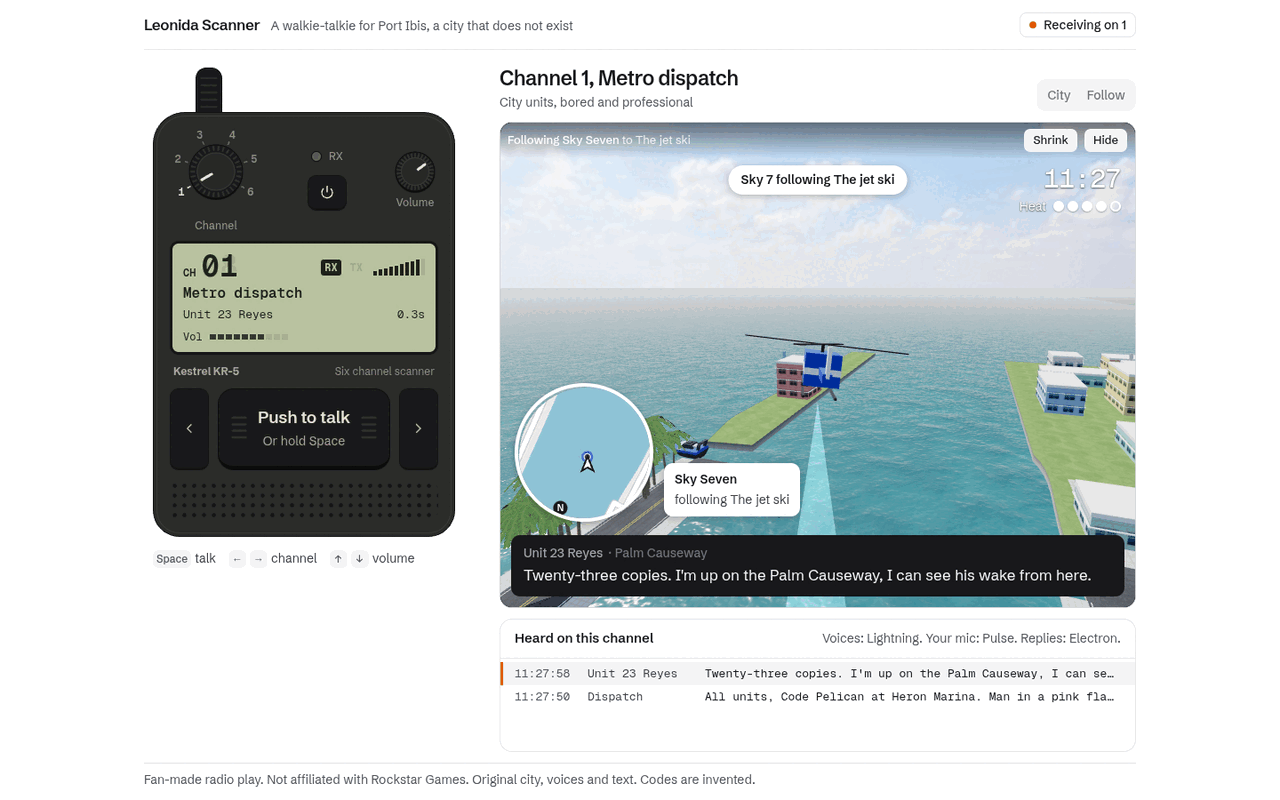 Leonida Scanner A walkie-talkie for Port Ibis, a city that does not exist
Receiving on 1
3 4
2 5
1 6
RX
Channel
Volume
CH 01
RX TX
Metro dispatch
Unit 23 Reyes 0.3s
Vol
Kestrel KR-5 Six channel scanner
Push to talk
Or hold Space
Space talk ← → channel ↑ ↓ volume
Channel 1, Metro dispatch
City units, bored and professional
City Follow
Following Sky Seven to The jet ski
Shrink Hide
Sky 7 following The jet ski
11:27
Heat
N
Sky Seven
following The jet ski
Unit 23 Reyes · Palm Causeway
Twenty-three copies. I'm up on the Palm Causeway, I can see his wake from here.
Heard on this channel Voices: Lightning. Your mic: Pulse. Replies: Electron.
11:27:58 Unit 23 Reyes Twenty-three copies. I'm up on the Palm Causeway, I can se…
11:27:50 Dispatch All units, Code Pelican at Heron Marina. Man in a pink fla…
Fan-made radio play. Not affiliated with Rockstar Games. Original city, voices and text. Codes are invented.